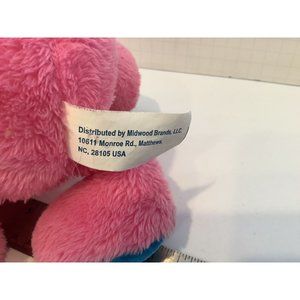 Distributed by Midwood Brands, LLC
10611 Monroe Rd., Matthews,
NC, 28105 USA